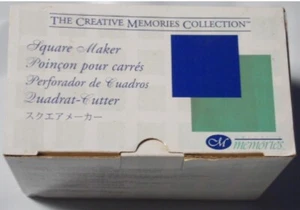 THE CREATIVE MEMORIES COLLECTION™
Square Maker
Poinçon pour carrés
Perforador de Cuadros
Quadrat-Cutter
スクエアメーカー
M
memories